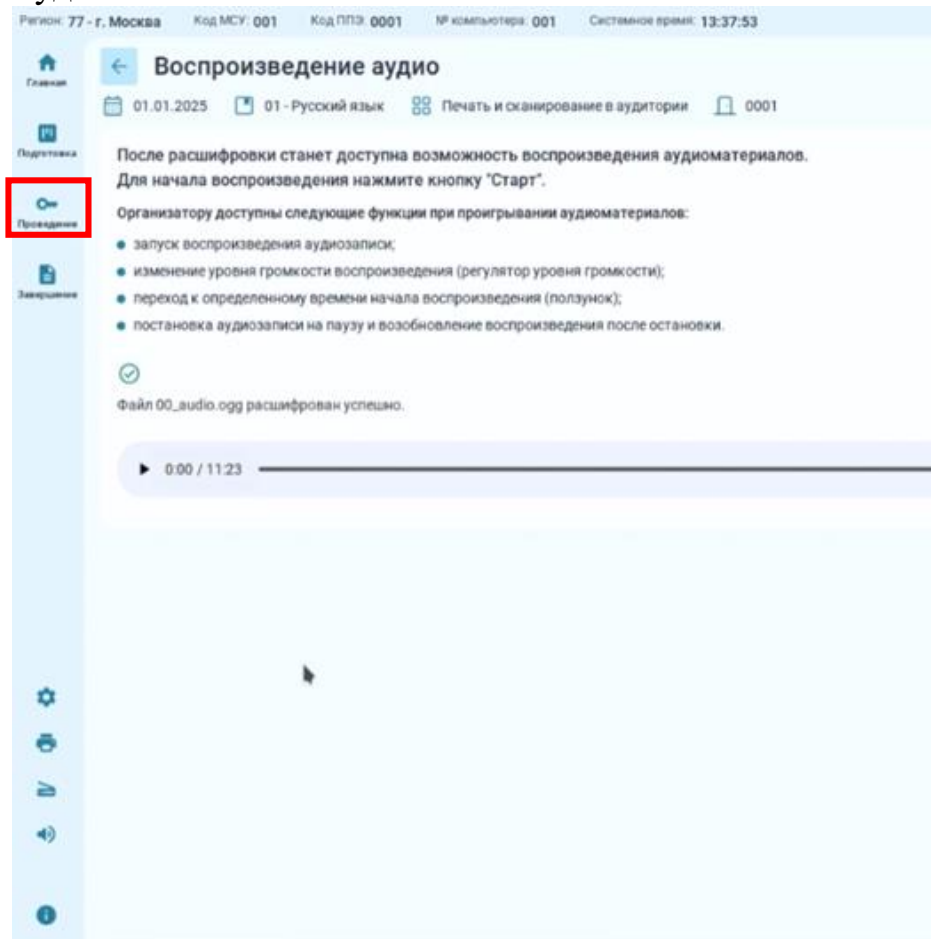 Регион: 77 - г. Москва Код МСУ: 001 Код ППЭ: 0001 № компьютера: 001 Системное время: 13:37:53
Главная
Воспроизведение аудио
01.01.2025 01 - Русский язык Печать и сканирование в аудитории 0001
Подготовка
После расшифровки станет доступна возможность воспроизведения аудиоматериалов.
Для начала воспроизведения нажмите кнопку "Старт".
Проведение
Организатору доступны следующие функции при проигрывании аудиоматериалов:
запуск воспроизведения аудиозаписи;
изменение уровня громкости воспроизведения (регулятор уровня громкости);
Завершение
переход к определенному времени начала воспроизведения (ползунок);
постановка аудиозаписи на паузу и возобновление воспроизведения после остановки.
Файл 00_audio.ogg расшифрован успешно.
0:00 / 11:23